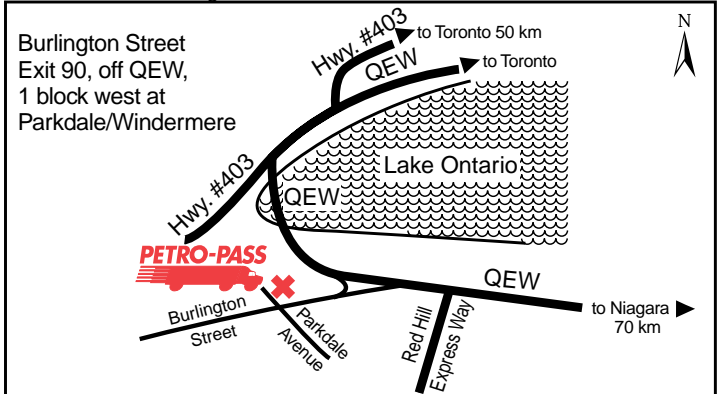 Burlington Street
Exit 90, off QEW,
1 block west at
Parkdale/Windermere
Hwy. #403
to Toronto 50 km
QEW
to Toronto
N
Lake Ontario
Hwy. #403
QEW
PETRO-PASS
QEW
Burlington
Street
Parkdale
Avenue
Red Hill
Express Way
to Niagara
70 km